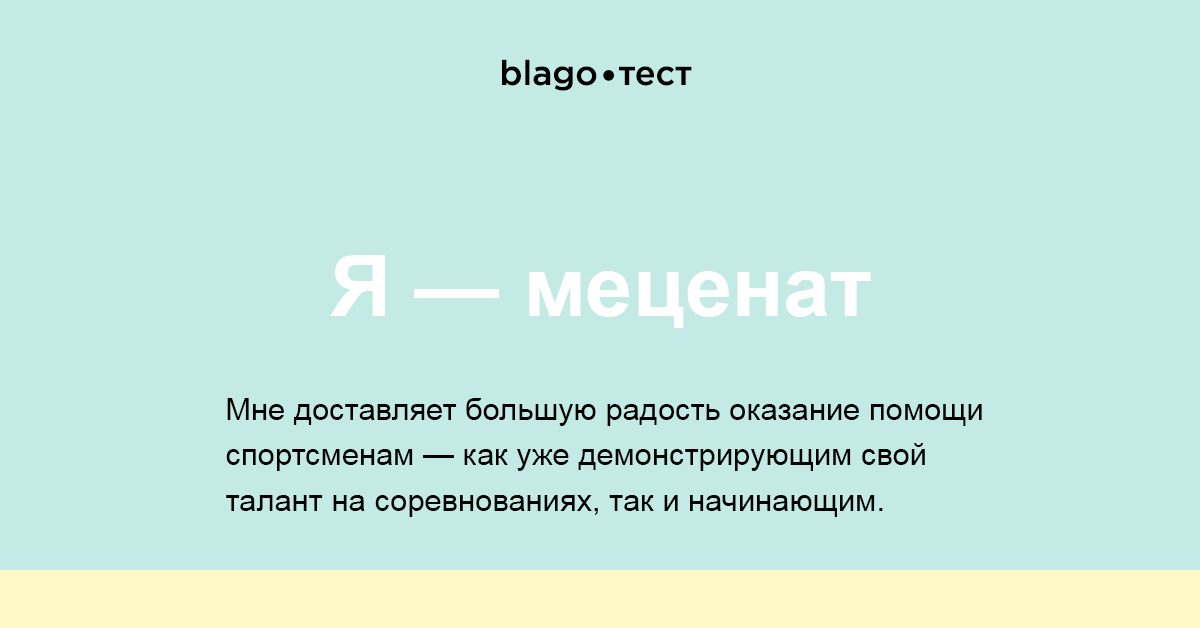 blago•тест
Я — меценат
Мне доставляет большую радость оказание помощи
спортсменам — как уже демонстрирующим свой
талант на соревнованиях, так и начинающим.